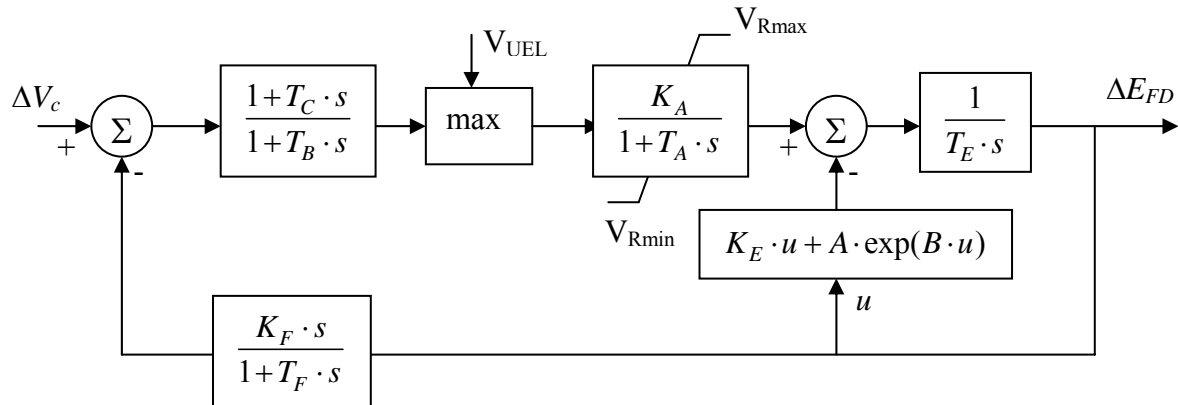 V_Rmax
V_UEL
ΔV_c
+
Σ
-
(1+T_C·s)/(1+T_B·s)
max
K_A/(1+T_A·s)
V_Rmin
+
Σ
-
1/(T_E·s)
ΔE_FD
K_E·u+A·exp(B·u)
u
(K_F·s)/(1+T_F·s)